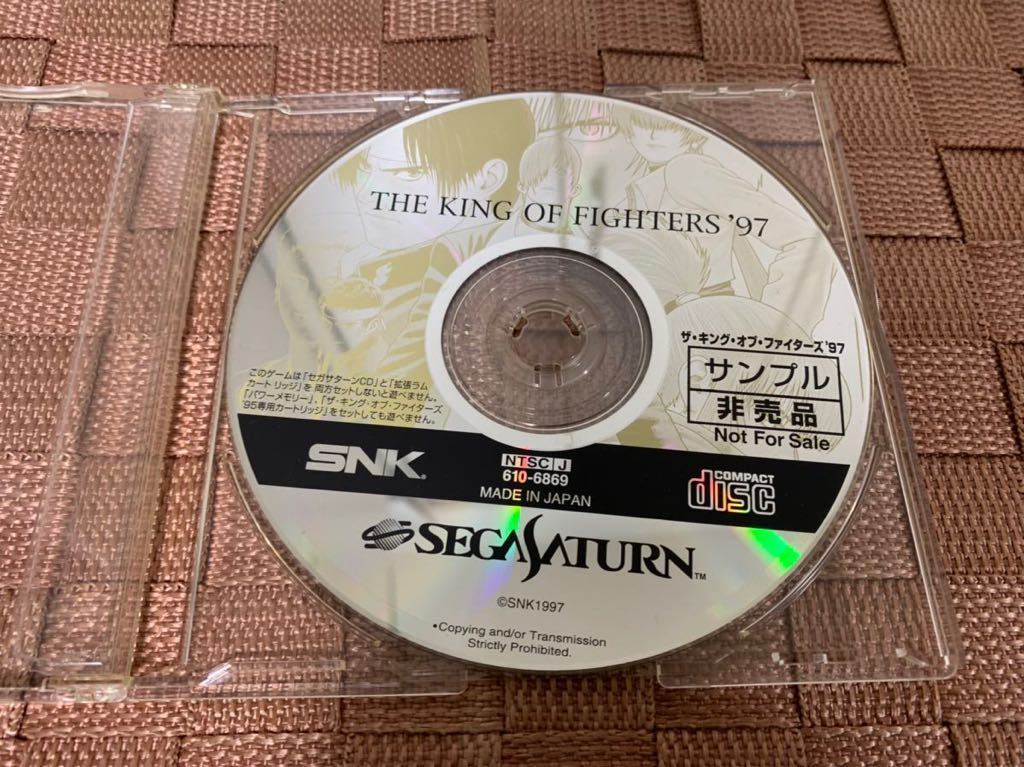 THE KING OF FIGHTERS '97
ザ・キング・オブ・ファイターズ'97
サンプル
非売品
Not For Sale
このゲームは「セガサターンCD」と「拡張ラム
カートリッジ」を両方セットしないと遊べません。
「パワーメモリー」、「ザ・キング・オブ・ファイターズ
'95専用カートリッジ」をセットしても遊べません。
SNK®
NTSC J
610-6869
MADE IN JAPAN
COMPACT
disc
SEGASATURN™
©SNK1997
•Copying and/or Transmission
Strictly Prohibited.